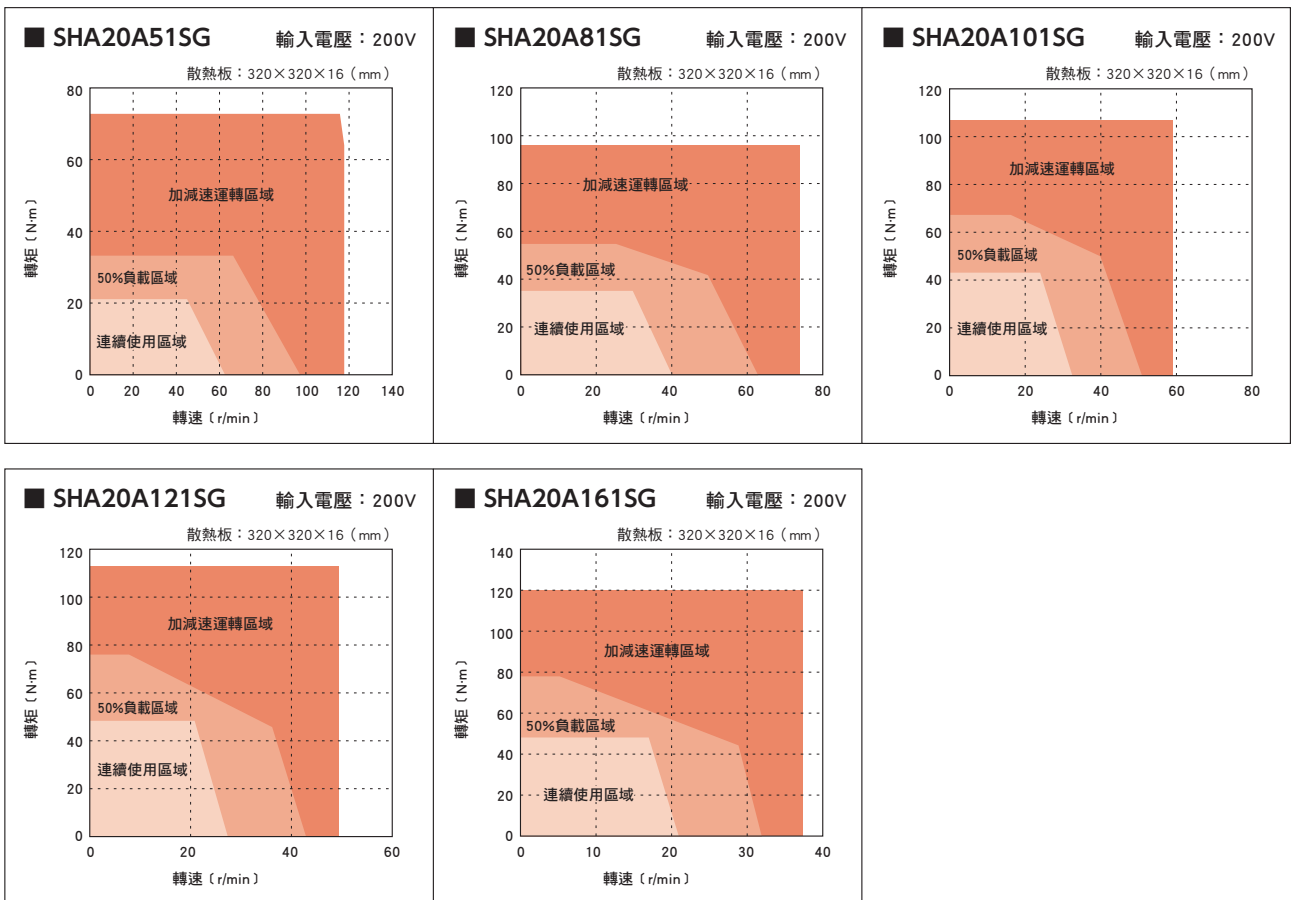 ■ SHA20A51SG 輸入電壓:200V
散熱板:320×320×16(mm)
80
60
40
20
0
轉矩〔N·m〕
加減速運轉區域
50%負載區域
連續使用區域
0 20 40 60 80 100 120 140
轉速〔r/min〕
■ SHA20A81SG 輸入電壓:200V
散熱板:320×320×16(mm)
120
100
80
60
40
20
0
轉矩〔N·m〕
加減速運轉區域
50%負載區域
連續使用區域
0 20 40 60 80
轉速〔r/min〕
■ SHA20A101SG 輸入電壓:200V
散熱板:320×320×16(mm)
120
100
80
60
40
20
0
轉矩〔N·m〕
加減速運轉區域
50%負載區域
連續使用區域
0 20 40 60 80
轉速〔r/min〕
■ SHA20A121SG 輸入電壓:200V
散熱板:320×320×16(mm)
120
100
80
60
40
20
0
轉矩〔N·m〕
加減速運轉區域
50%負載區域
連續使用區域
0 20 40 60
轉速〔r/min〕
■ SHA20A161SG 輸入電壓:200V
散熱板:320×320×16(mm)
140
120
100
80
60
40
20
0
轉矩〔N·m〕
加減速運轉區域
50%負載區域
連續使用區域
0 10 20 30 40
轉速〔r/min〕